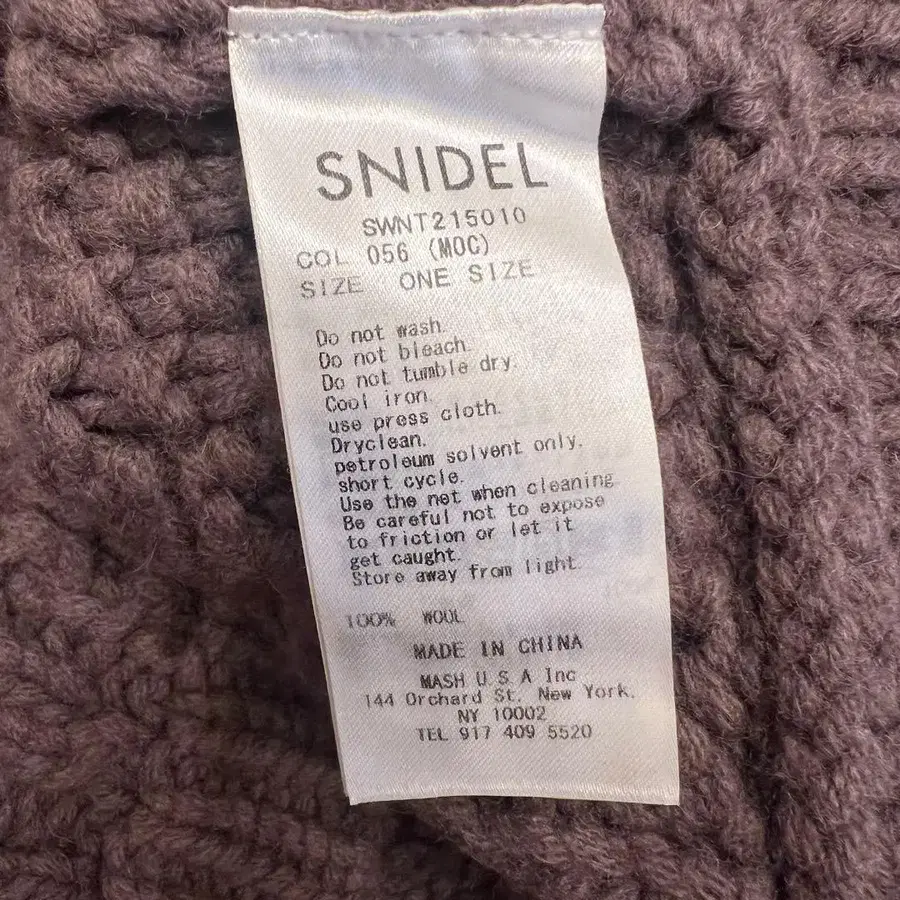 SNIDEL
SWNT215010
COL 056 (MOC)
SIZE ONE SIZE
Do not wash.
Do not bleach.
Do not tumble dry.
Cool iron.
use press cloth.
Dryclean.
petroleum solvent only.
short cycle.
Use the net when cleaning.
Be careful not to expose
to friction or let it
get caught.
Store away from light.
100% WOOL
MADE IN CHINA
MASH U S A Inc
144 Orchard St. New York.
NY 10002
TEL 917 409 5520